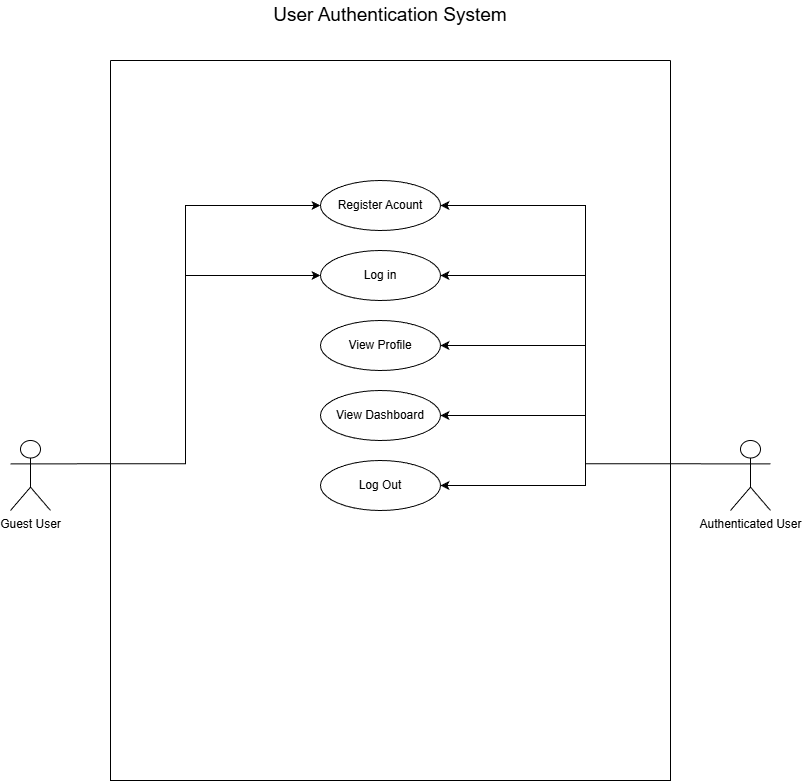 User Authentication System
Register Acount
Log in
View Profile
View Dashboard
Log Out
Guest User
Authenticated User